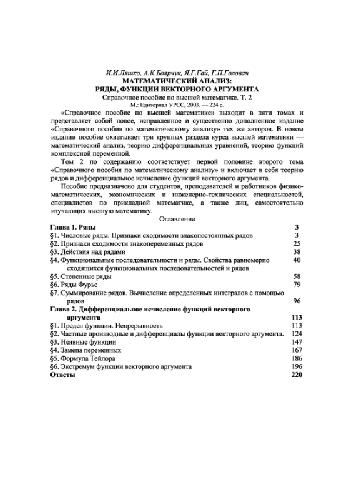 И.И.Ляшко, А.К.Боярчук, Я.Г.Гай, Г.П.Головач
МАТЕМАТИЧЕСКИЙ АНАЛИЗ:
РЯДЫ, ФУНКЦИИ ВЕКТОРНОГО АРГУМЕНТА
Справочное пособие по высшей математике. Т. 2
М.: Едиториал УРСС, 2003. — 224 с.
«Справочное пособие по высшей математике» выходит в пяти томах и
представляет собой новое, исправленное и существенно дополненное издание
«Справочного пособия по математическому анализу» тех же авторов. В новом
издании пособие охватывает три крупных раздела курса высшей математики —
математический анализ, теорию дифференциальных уравнений, теорию функций
комплексной переменной.
Том 2 по содержанию соответствует первой половине второго тома
«Справочного пособия по математическому анализу» и включает в себя теорию
рядов и дифференциальное исчисление функций векторного аргумента.
Пособие предназначено для студентов, преподавателей и работников физико-
математических, экономических и инженерно-технических специальностей,
специалистов по прикладной математике, а также лиц, самостоятельно
изучающих высшую математику.
Оглавление
Глава 1. Ряды 3
§1. Числовые ряды. Признаки сходимости знакопостоянных рядов 3
§2. Признаки сходимости знакопеременных рядов 25
§3. Действия над рядами 38
§4. Функциональные последовательности и ряды. Свойства равномерно 40
сходящихся функциональных последовательностей и рядов
§5. Степенные ряды 58
§6. Ряды Фурье 79
§7. Суммирование рядов. Вычисление определенных интегралов с помощью
рядов 96
Глава 2. Дифференциальное исчисление функций векторного
аргумента 113
§1. Предел функции. Непрерывность 113
§2. Частные производные и дифференциалы функции векторного аргумента. 124
§3. Неявные функции 147
§4. Замена переменных 167
§5. Формула Тейлора 186
§6. Экстремум функции векторного аргумента 196
Ответы 220